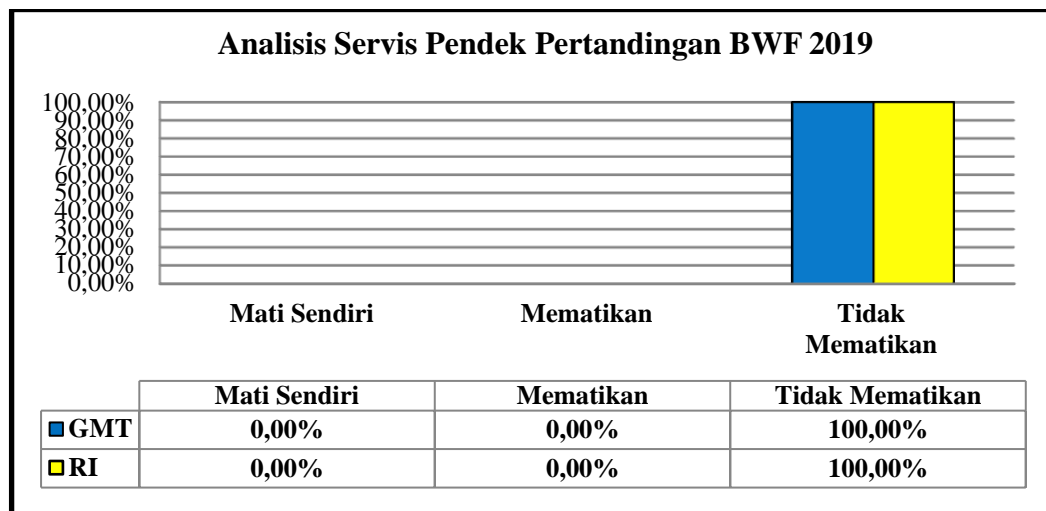 Analisis Servis Pendek Pertandingan BWF 2019
100,00%
90,00%
80,00%
70,00%
60,00%
50,00%
40,00%
30,00%
20,00%
10,00%
0,00%
Mati Sendiri Mematikan Tidak
Mematikan
Mati Sendiri Mematikan Tidak Mematikan
GMT 0,00% 0,00% 100,00%
RI 0,00% 0,00% 100,00%